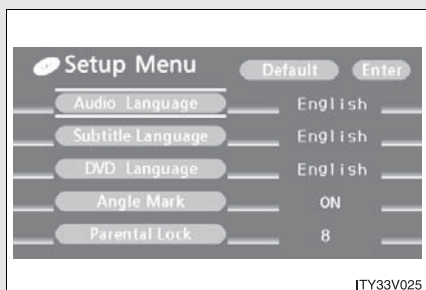 Setup Menu Default Enter
Audio Language English
Subtitle Language English
DVD Language English
Angle Mark ON
Parental Lock 8
ITY33V025